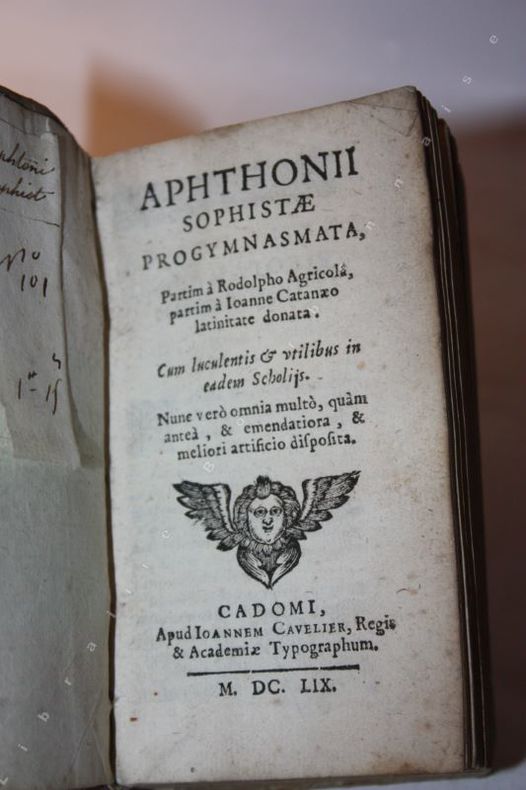 N°
101
APHTHONII
SOPHISTÆ
PROGYMNASMATA,
Partim à Rodolpho Agricolâ,
partim à Ioanne Catanæo
latinitate donata.
Cum luculentis & vtilibus in
eadem Scholijs.
Nunc verò omnia multò, quàm
anteà, & emendatiora, &
meliori artificio diſpoſita.
CADOMI,
Apud IOANNEM CAVELIER, Regis
& Academiæ Typographum.
M. DC. LIX.